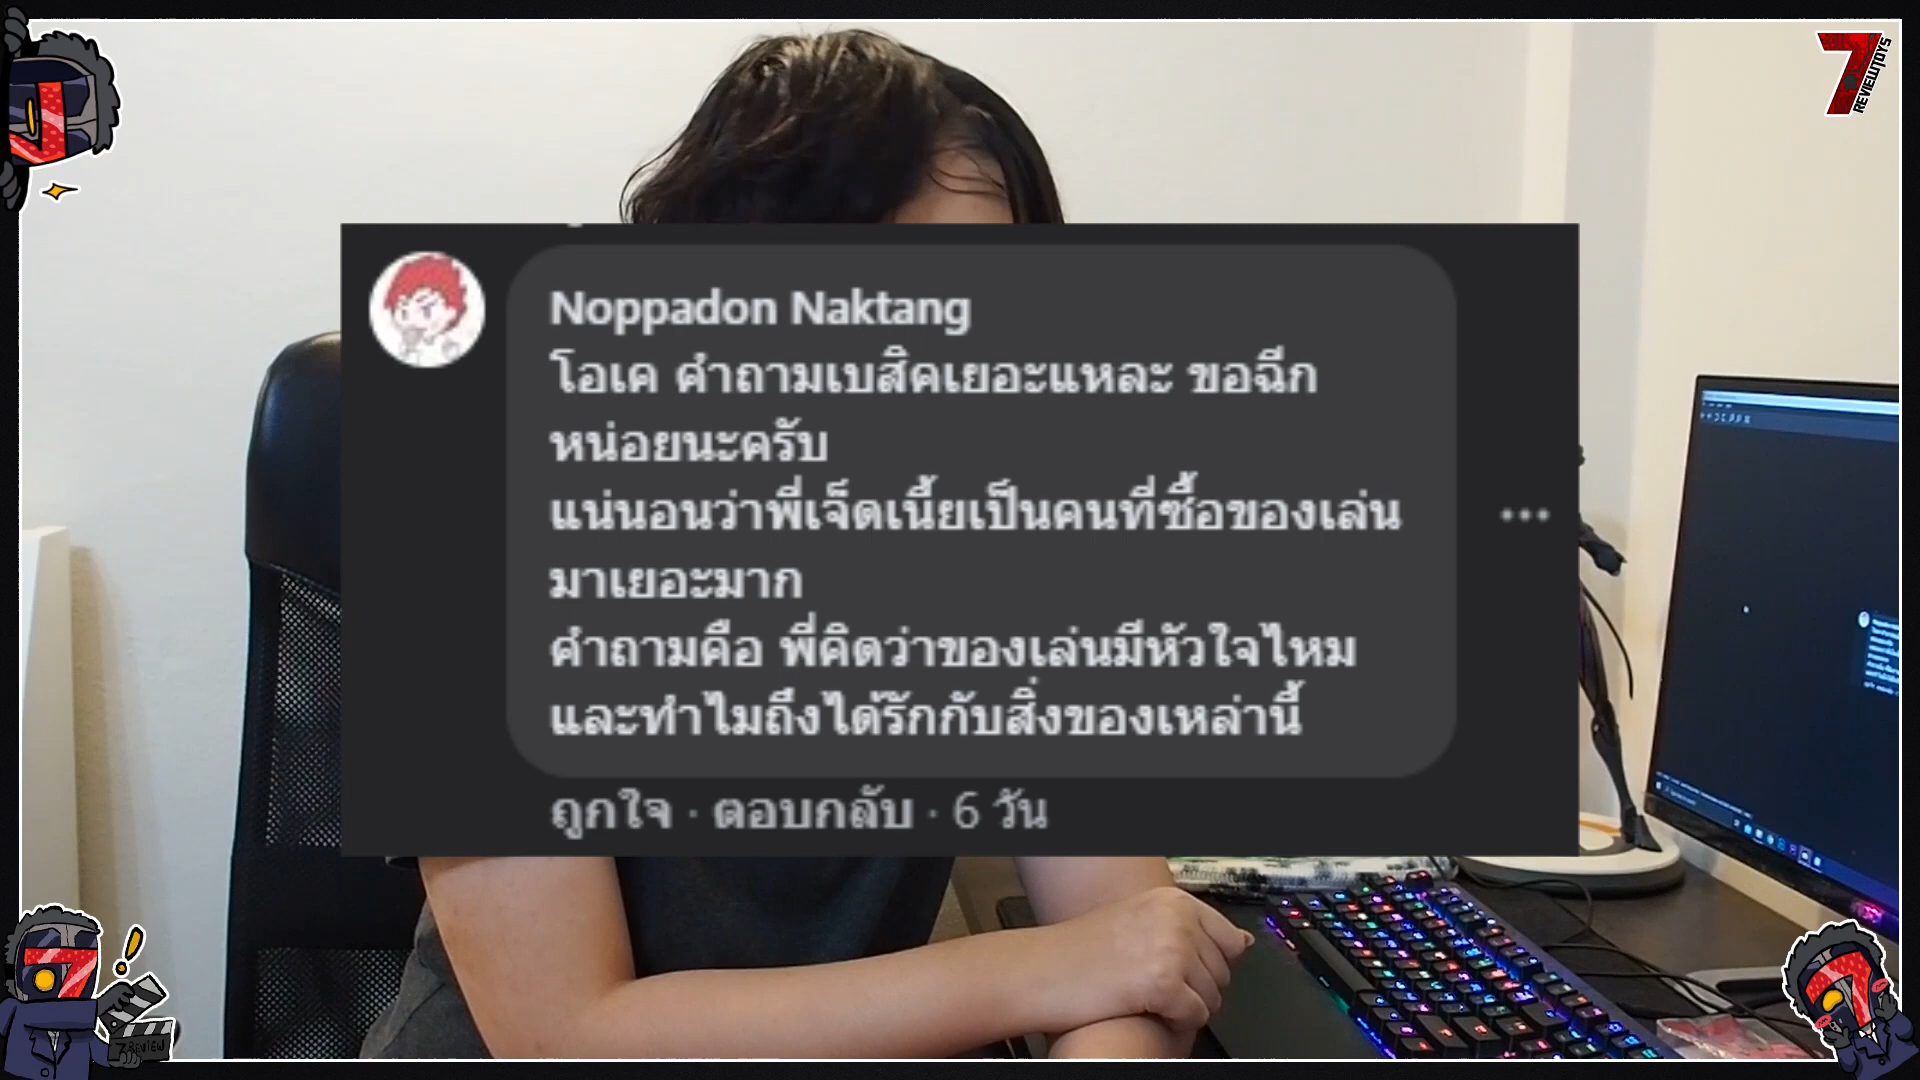 7
REVIEWTOYS
Noppadon Naktang
โอเค คำถามเบสิคเยอะแหละ ขอฉีก
หน่อยนะครับ
แน่นอนว่าพี่เจ็ดเนี้ยเป็นคนที่ซื้อของเล่น
มาเยอะมาก
คำถามคือ พี่คิดว่าของเล่นมีหัวใจไหม
และทำไมถึงได้รักกับสิ่งของเหล่านี้
ถูกใจ · ตอบกลับ · 6 วัน
7 REVIEW